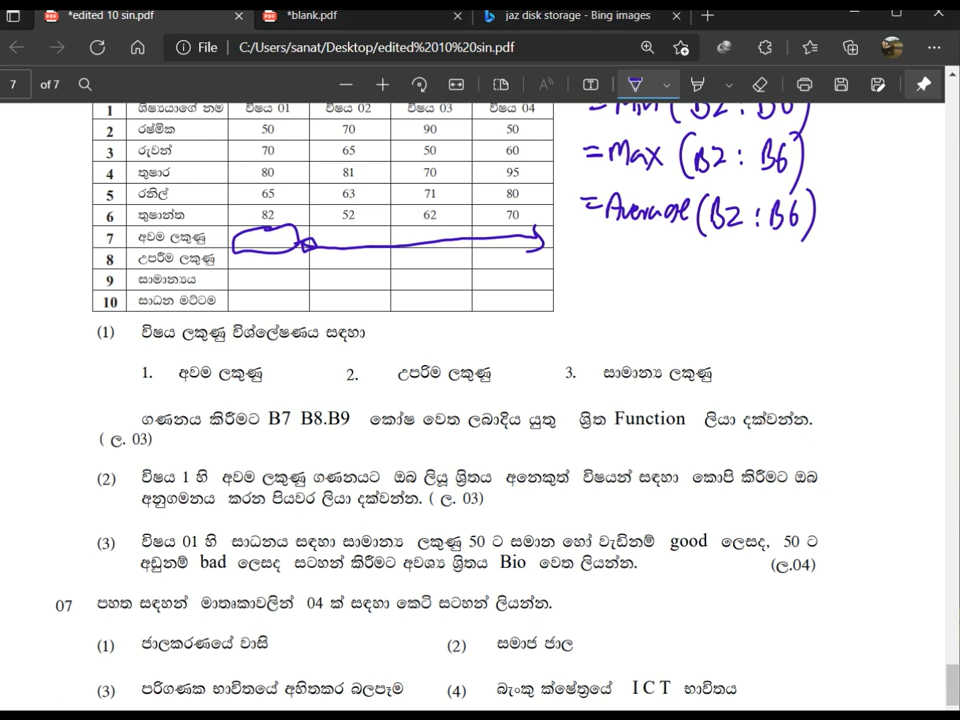 *edited 10 sin.pdf
*blank.pdf
jaz disk storage - Bing images
File C:/Users/sanat/Desktop/edited%2010%20sin.pdf
7 of 7
1 ශිෂ්‍යයාගේ නම විෂය 01 විෂය 02 විෂය 03 විෂය 04
2 රෂ්මික 50 70 90 50
3 රුවන් 70 65 50 60
4 තුෂාර 80 81 70 95
5 රනිල් 65 63 71 80
6 තුෂාන්ත 82 52 62 70
7 අවම ලකුණු
8 උපරිම ලකුණු
9 සාමාන්‍යය
10 සාධන මට්ටම
= Min (B2 : B6)
= Max (B2 : B6)
= Average (B2 : B6)
(1) විෂය ලකුණු විශ්ලේෂණය සඳහා
1. අවම ලකුණු 2. උපරිම ලකුණු 3. සාමාන්‍ය ලකුණු
ගණනය කිරීමට B7 B8.B9 කෝෂ වෙත ලබාදිය යුතු ශ්‍රිත Function ලියා දක්වන්න.
( ල. 03)
(2) විෂය 1 හි අවම ලකුණු ගණනයට ඔබ ලියූ ශ්‍රිතය අනෙකුත් විෂයන් සඳහා කොපි කිරීමට ඔබ
අනුගමනය කරන පියවර ලියා දක්වන්න. ( ල. 03)
(3) විෂය 01 හි සාධනය සඳහා සාමාන්‍ය ලකුණු 50 ට සමාන හෝ වැඩිනම් good ලෙසද, 50 ට
අඩුනම් bad ලෙසද සටහන් කිරීමට අවශ්‍ය ශ්‍රිතය Bio වෙත ලියන්න. (ල.04)
07 පහත සඳහන් මාතෘකාවලින් 04 ක් සඳහා කෙටි සටහන් ලියන්න.
(1) ජාලකරණයේ වාසි (2) සමාජ ජාල
(3) පරිගණක භාවිතයේ අහිතකර බලපෑම (4) බැංකු ක්ෂේත්‍රයේ I C T භාවිතය